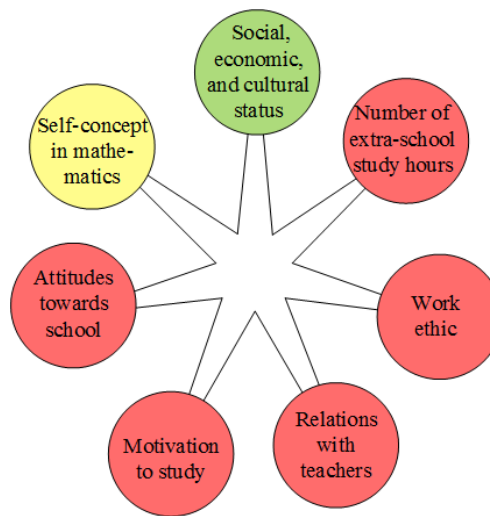 Social,
economic,
and cultural
status
Number of
extra-school
study hours
Work
ethic
Relations
with
teachers
Motivation
to study
Attitudes
towards
school
Self-concept
in mathe-
matics